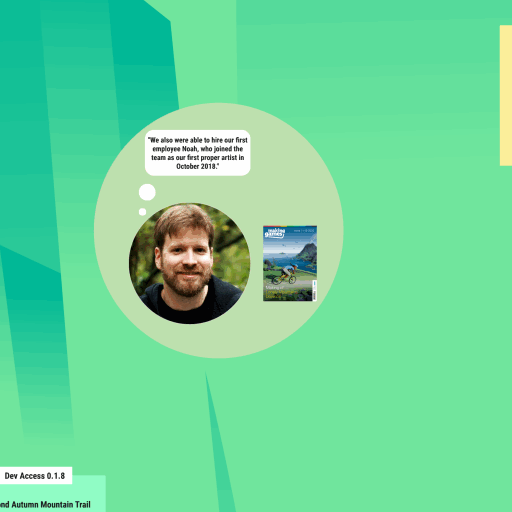 "We also were able to hire our first
employee Noah, who joined the
team as our first proper artist in
October 2018."
making
games
Dev Access 0.1.8
ond Autumn Mountain Trail